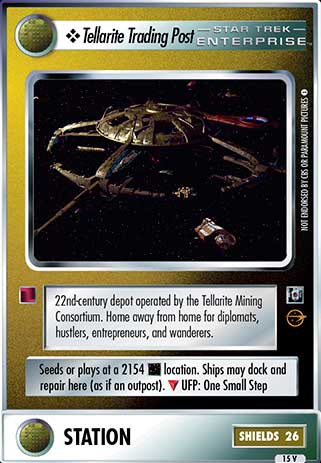 ❖ Tellarite Trading Post
STAR TREK
ENTERPRISE™
NOT ENDORSED BY CBS OR PARAMOUNT PICTURES
22nd-century depot operated by the Tellarite Mining
Consortium. Home away from home for diplomats,
hustlers, entrepreneurs, and wanderers.
Seeds or plays at a 2154 location. Ships may dock and
repair here (as if an outpost). ▼ UFP: One Small Step
STATION
SHIELDS 26
15 V